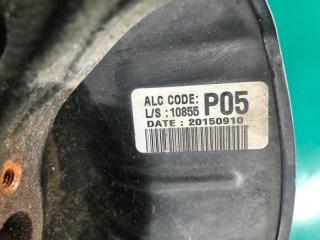 ALC CODE: P05
L/S : 10855
DATE : 20150910